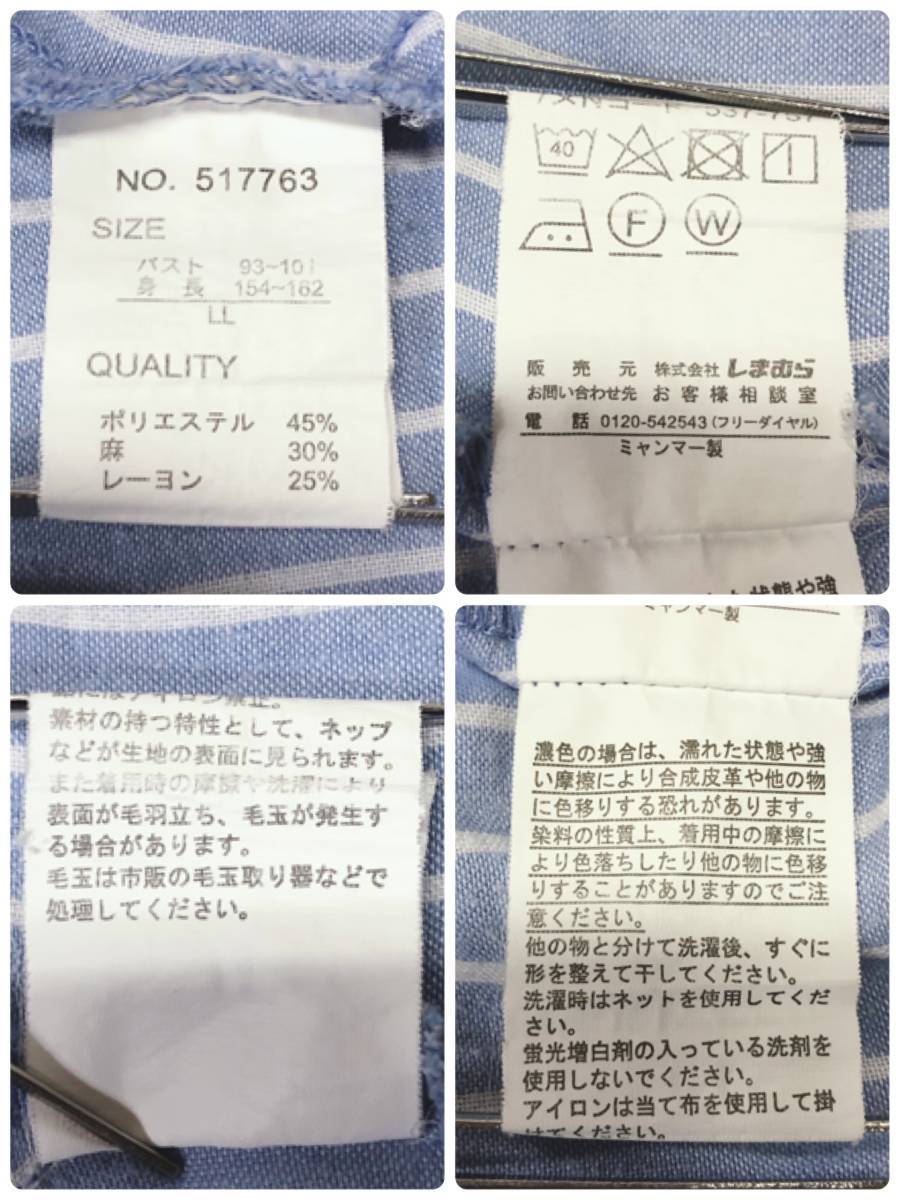 NO. 517763
SIZE
バスト 93~101
身 長 154~162
LL
QUALITY
ポリエステル 45%
麻 30%
レーヨン 25%
40
F
W
販 売 元 株式会社しまむら
お問い合わせ先 お客様相談室
電 話 0120-542543(フリーダイヤル)
ミャンマー製
状態や強
素材の持つ特性として、ネップ
などが生地の表面に見られます。
また着用時の摩擦や洗濯により
表面が毛羽立ち、毛玉が発生す
る場合があります。
毛玉は市販の毛玉取り器などで
処理してください。
ミャンマー製
濃色の場合は、濡れた状態や強
い摩擦により合成皮革や他の物
に色移りする恐れがあります。
染料の性質上、着用中の摩擦に
より色落ちしたり他の物に色移
りすることがありますのでご注
意ください。
他の物と分けて洗濯後、すぐに
形を整えて干してください。
洗濯時はネットを使用してくだ
さい。
蛍光増白剤の入っている洗剤を
使用しないでください。
アイロンは当て布を使用して掛
けてください。